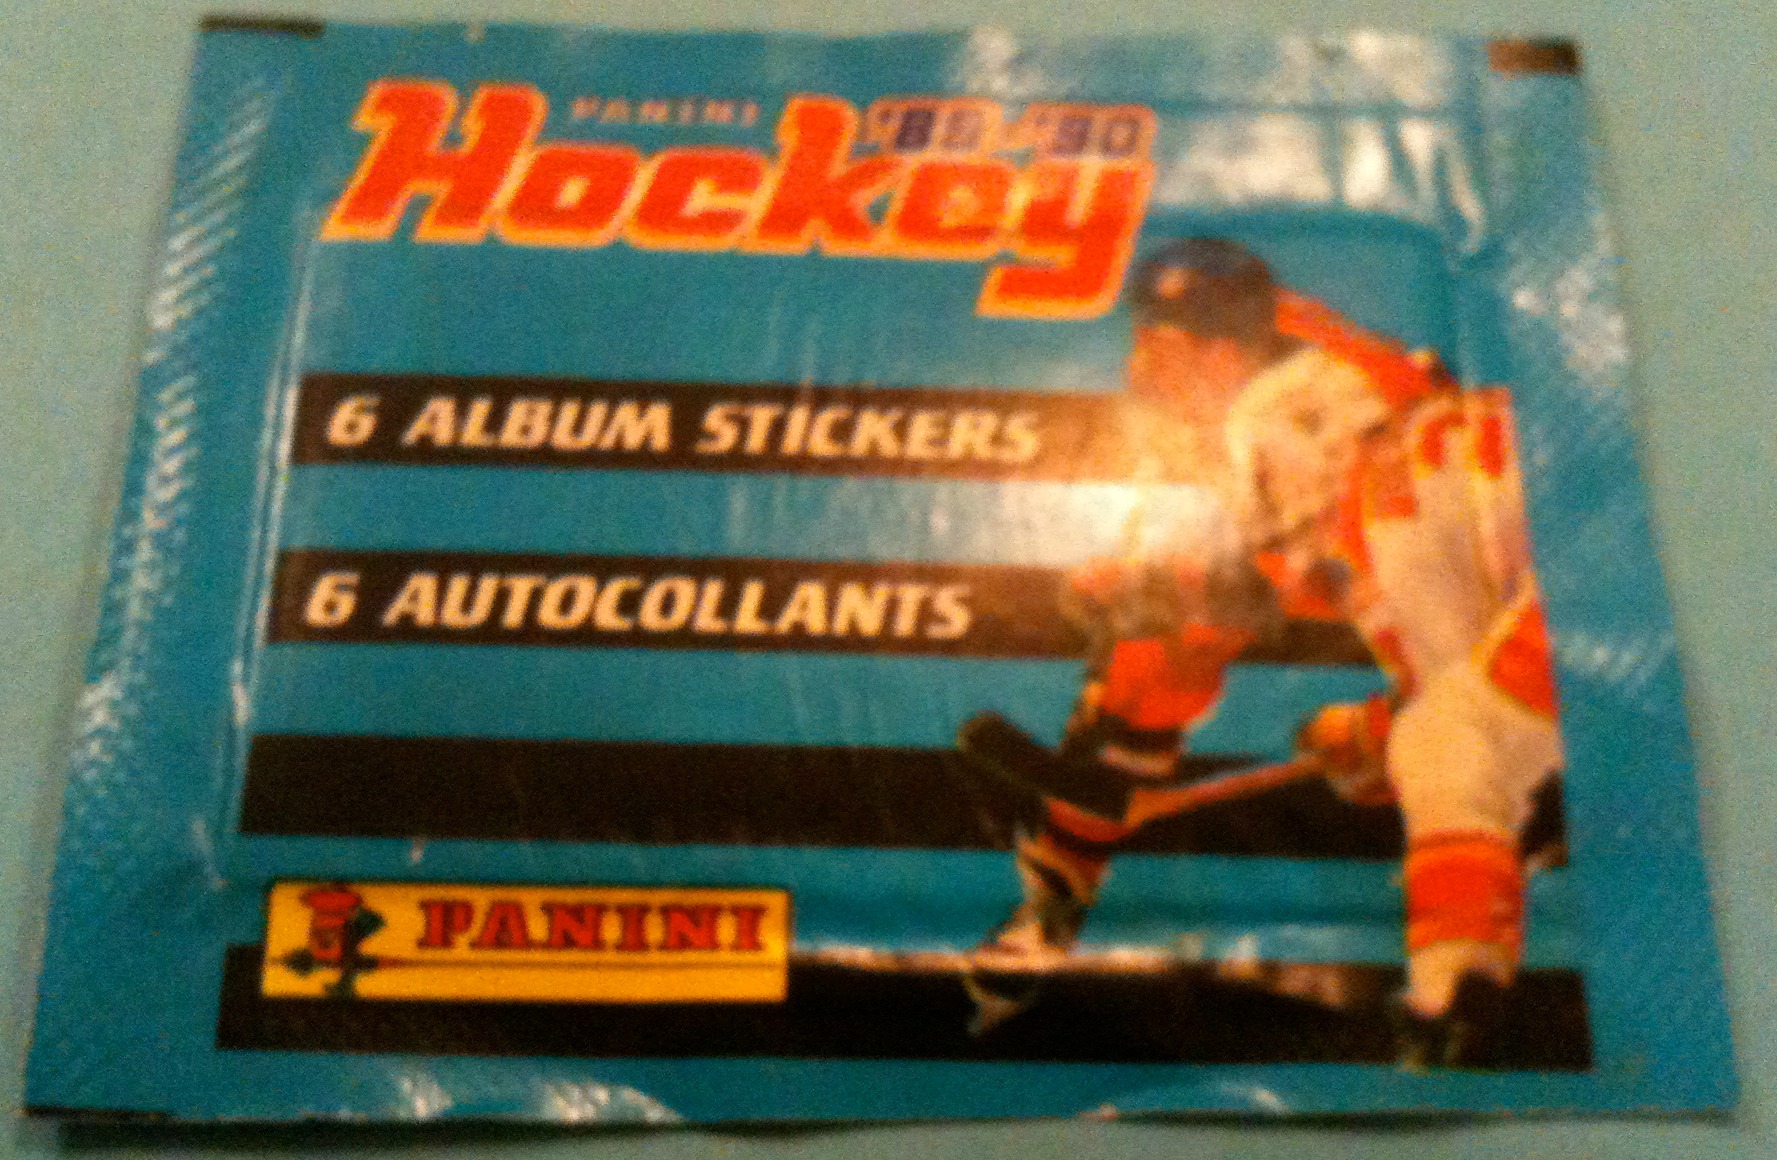 PANINI
'89 '90
Hockey
6 ALBUM STICKERS
6 AUTOCOLLANTS
PANINI